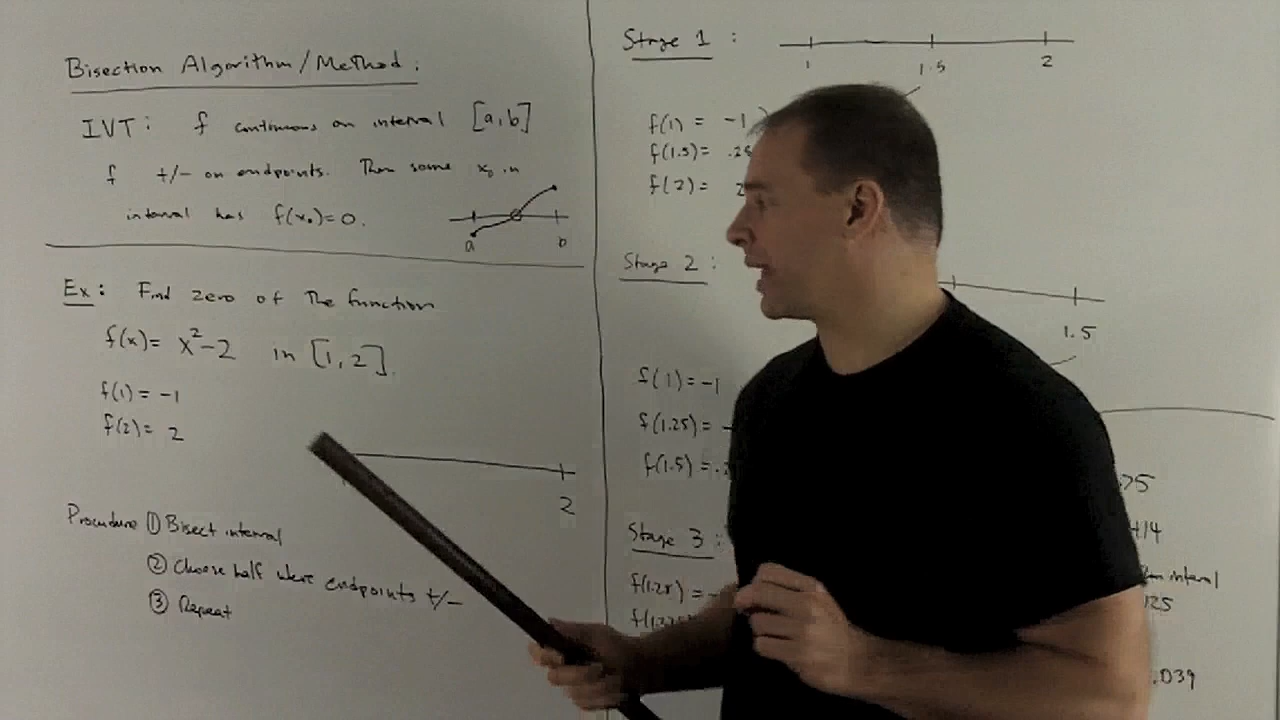 Bisection Algorithm/Method:
IVT: f continuous on interval [a,b]
f +/- on endpoints. Then some x₀ in
interval has f(x₀)=0.
a b
Ex: Find zero of the function
f(x)= x²-2 in [1,2].
f(1)= -1
f(2)= 2
2
Procedure ① Bisect interval
② Choose half where endpoints +/-
③ Repeat
Stage 1:
1 1.5 2
f(1) = -1
f(1.5)= .25
f(2)= 2
Stage 2:
1.5
f(1)=-1
f(1.25)= -
f(1.5)=
Stage 3:
f(1.25)=-
interval
.039